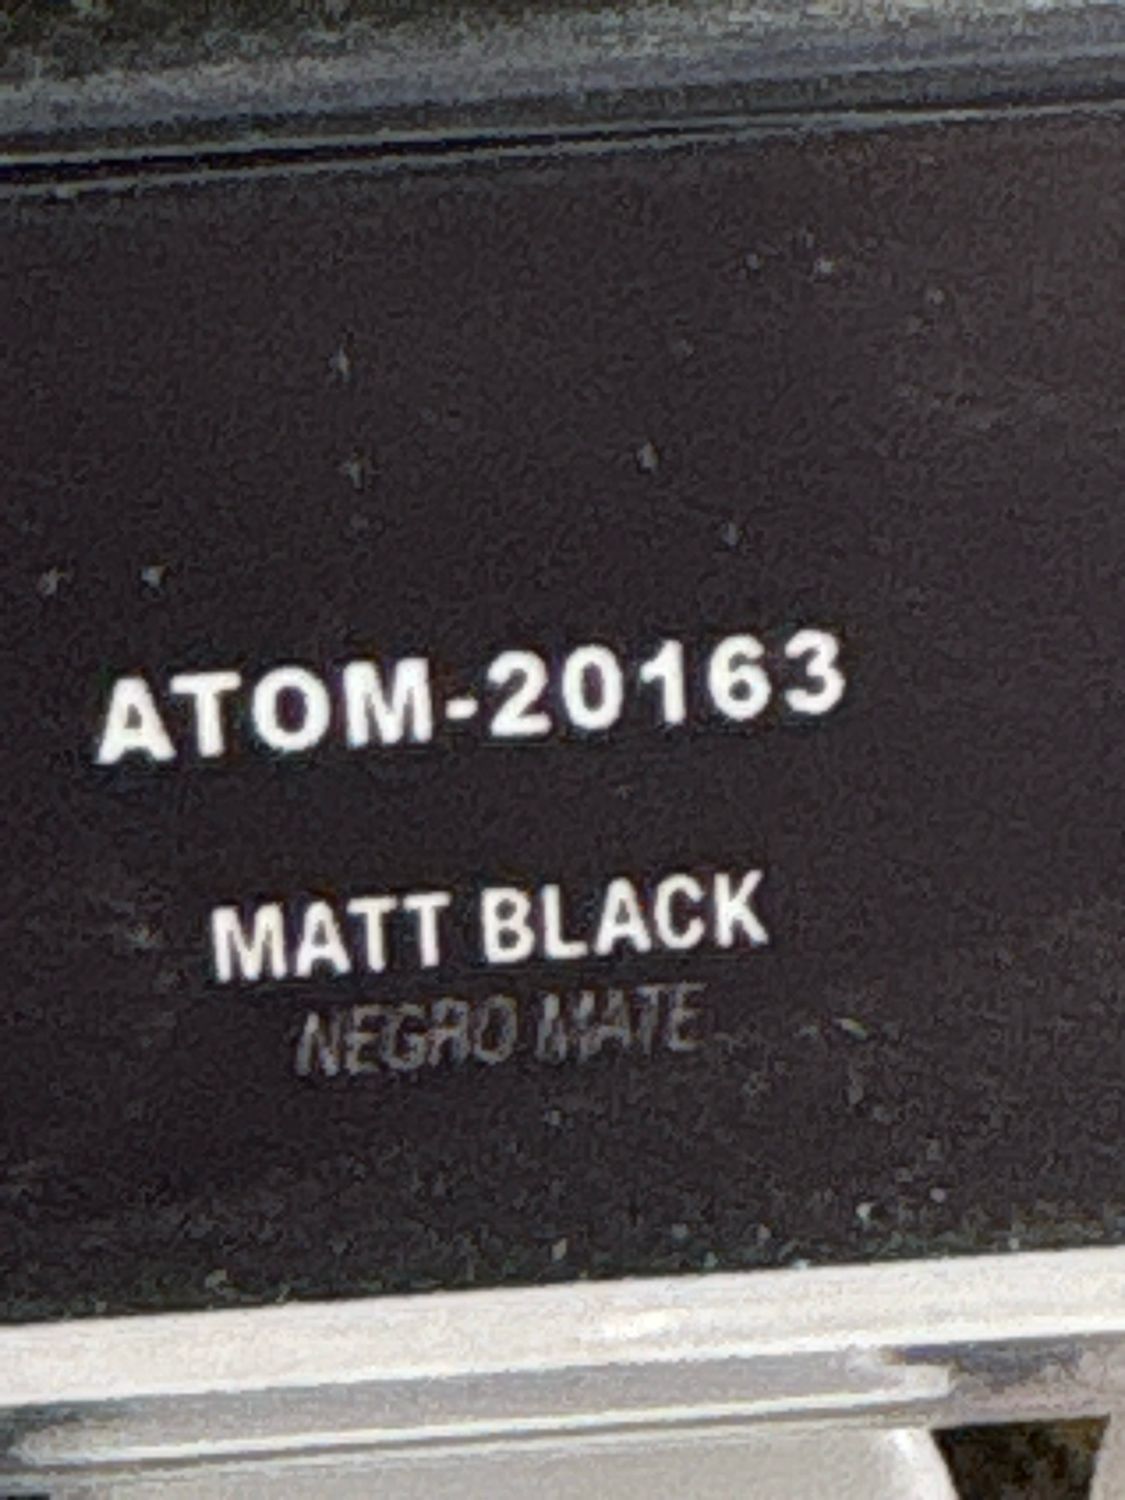 ATOM-20163
MATT BLACK
NEGRO MATE